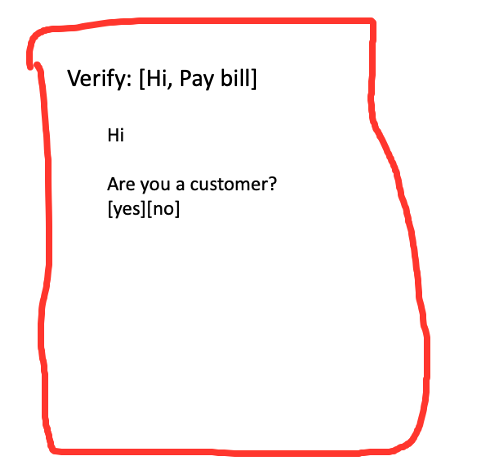 Verify: [Hi, Pay bill]
Hi
Are you a customer?
[yes][no]